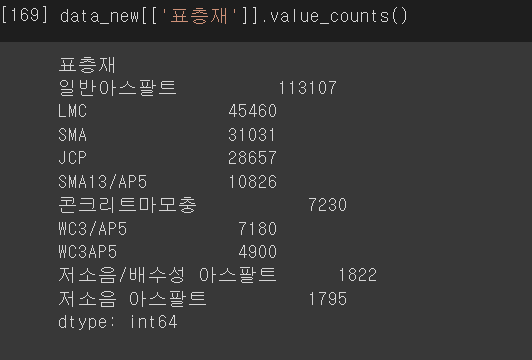 [169] data_new[['표층재']].value_counts()
표층재
일반아스팔트 113107
LMC 45460
SMA 31031
JCP 28657
SMA13/AP5 10826
콘크리트마모층 7230
WC3/AP5 7180
WC3AP5 4900
저소음/배수성 아스팔트 1822
저소음 아스팔트 1795
dtype: int64